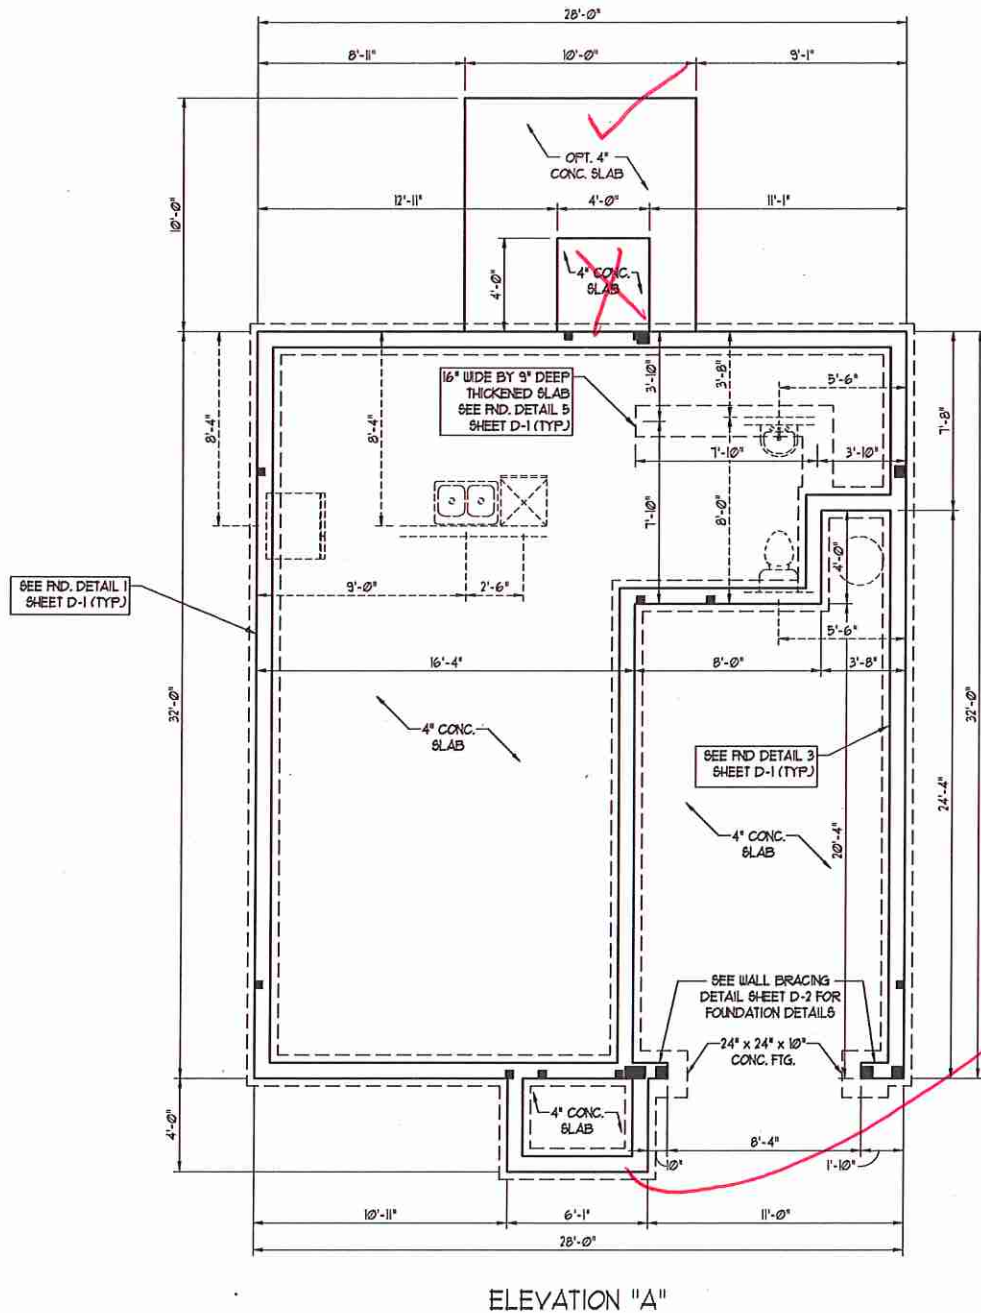 28'-0"
8'-11"
10'-0"
9'-1"
OPT. 4"
CONC. SLAB
12'-11"
4'-0"
11'-1"
10'-0"
4'-0"
4" CONC.
SLAB
16" WIDE BY 9" DEEP
THICKENED SLAB
SEE FND. DETAIL 5
SHEET D-1 (TYP.)
3'-10"
3'-8"
5'-6"
7'-8"
8'-4"
8'-4"
7'-10"
3'-10"
7'-10"
8'-0"
4'-0"
SEE FND. DETAIL 1
SHEET D-1 (TYP.)
9'-0"
2'-6"
5'-6"
16'-4"
8'-0"
3'-8"
32'-0"
32'-0"
4" CONC.
SLAB
SEE FND DETAIL 3
SHEET D-1 (TYP.)
24'-4"
20'-4"
4" CONC.
SLAB
SEE WALL BRACING
DETAIL SHEET D-2 FOR
FOUNDATION DETAILS
24" x 24" x 10"
CONC. FTG.
4'-0"
4" CONC.
SLAB
8'-4"
10"
1'-10"
10'-11"
6'-1"
11'-0"
28'-0"
ELEVATION "A"